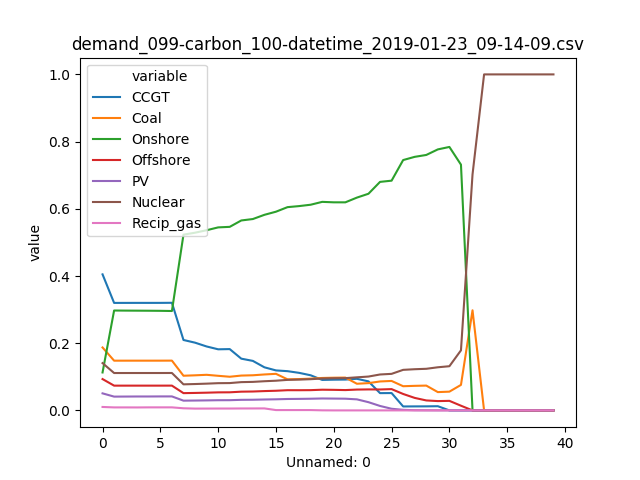 demand_099-carbon_100-datetime_2019-01-23_09-14-09.csv
1.0
0.8
0.6
0.4
0.2
0.0
value
variable
CCGT
Coal
Onshore
Offshore
PV
Nuclear
Recip_gas
0 5 10 15 20 25 30 35 40
Unnamed: 0